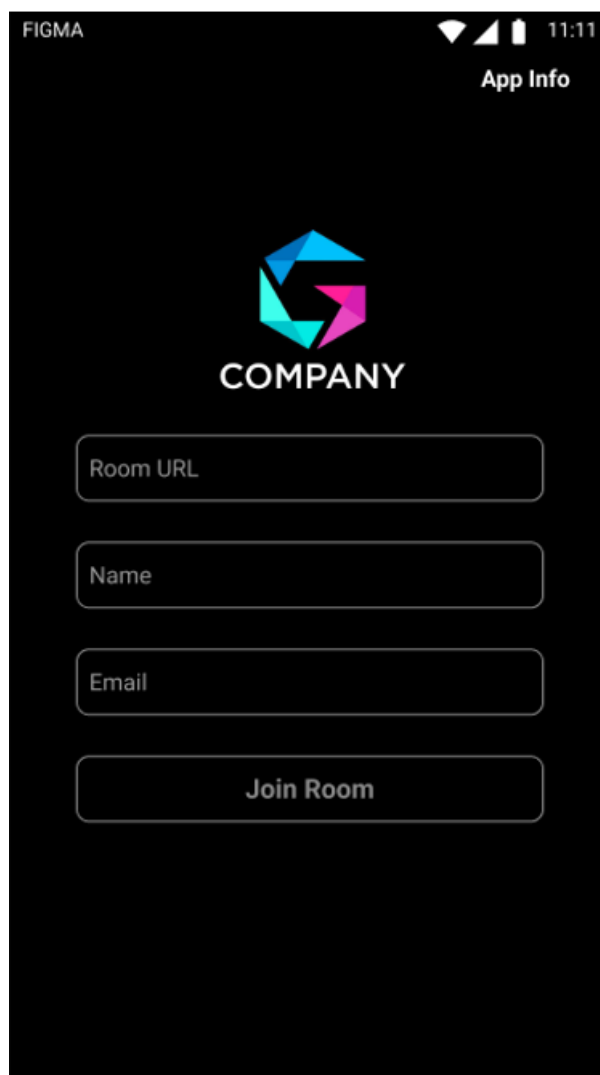 FIGMA 11:11
App Info
COMPANY
Room URL
Name
Email
Join Room